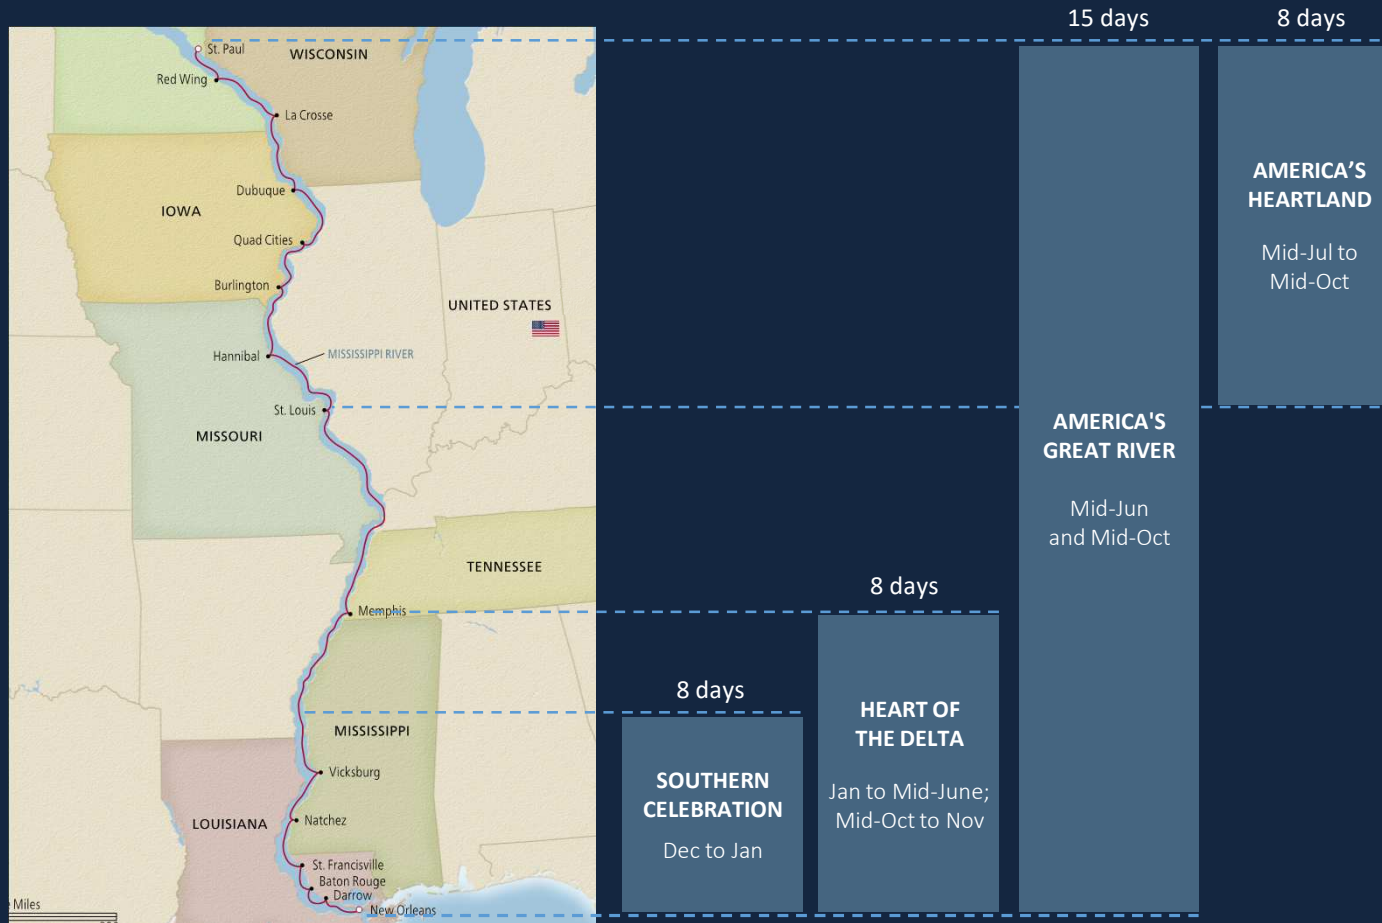 St. Paul
WISCONSIN
Red Wing
La Crosse
Dubuque
IOWA
Quad Cities
Burlington
UNITED STATES
Hannibal
MISSISSIPPI RIVER
St. Louis
MISSOURI
TENNESSEE
Memphis
MISSISSIPPI
Vicksburg
LOUISIANA
Natchez
St. Francisville
Baton Rouge
Darrow
New Orleans
Miles
8 days
SOUTHERN
CELEBRATION
Dec to Jan
8 days
HEART OF
THE DELTA
Jan to Mid-June;
Mid-Oct to Nov
15 days
AMERICA'S
GREAT RIVER
Mid-Jun
and Mid-Oct
8 days
AMERICA’S
HEARTLAND
Mid-Jul to
Mid-Oct